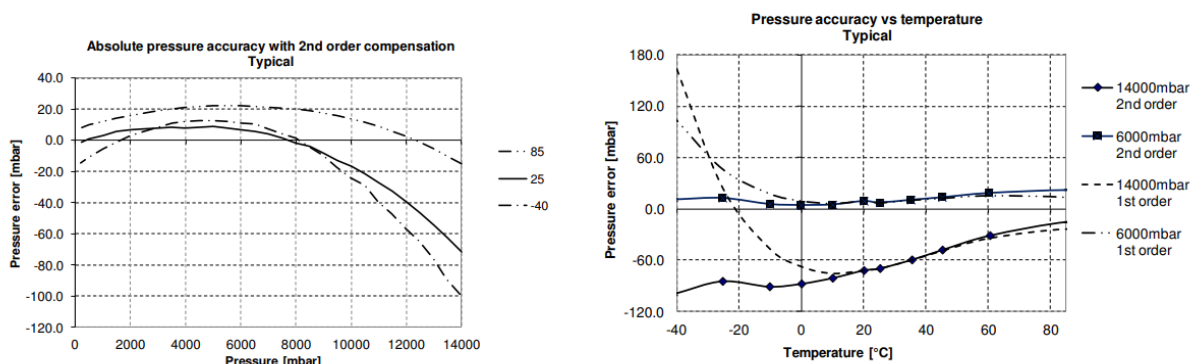 Absolute pressure accuracy with 2nd order compensation
Typical
40.0
20.0
0.0
-20.0
-40.0
-60.0
-80.0
-100.0
-120.0
Pressure error [mbar]
0 2000 4000 6000 8000 10000 12000 14000
Pressure [mbar]
85
25
-40
Pressure accuracy vs temperature
Typical
180.0
120.0
60.0
0.0
-60.0
-120.0
Pressure error [mbar]
-40 -20 0 20 40 60 80
Temperature [°C]
14000mbar
2nd order
6000mbar
2nd order
14000mbar
1st order
6000mbar
1st order